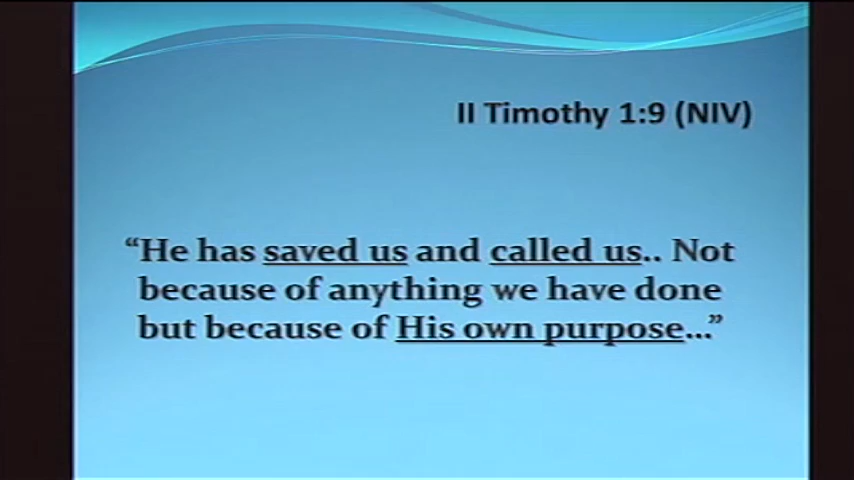 II Timothy 1:9 (NIV)
“He has saved us and called us.. Not
because of anything we have done
but because of His own purpose...”